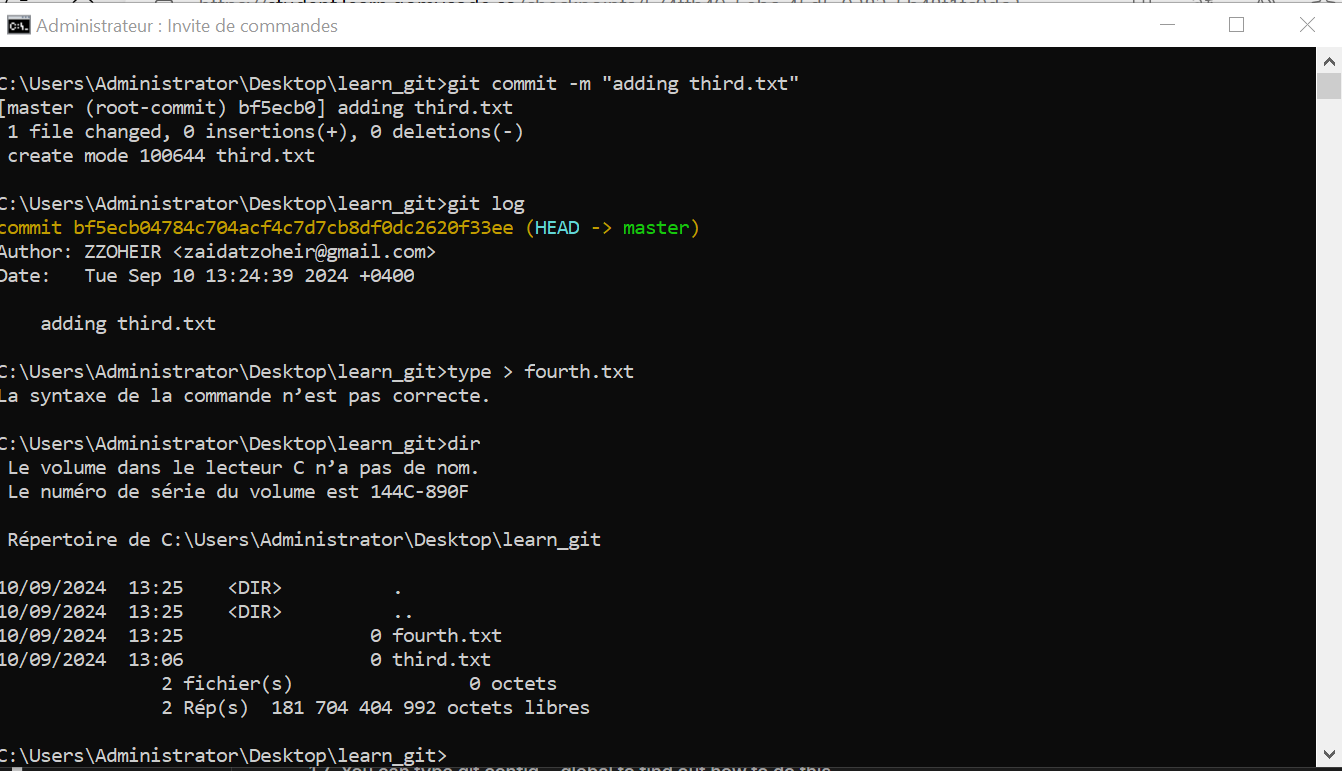 Administrateur : Invite de commandes
C:\Users\Administrator\Desktop\learn_git>git commit -m "adding third.txt"
[master (root-commit) bf5ecb0] adding third.txt
 1 file changed, 0 insertions(+), 0 deletions(-)
 create mode 100644 third.txt
C:\Users\Administrator\Desktop\learn_git>git log
commit bf5ecb04784c704acf4c7d7cb8df0dc2620f33ee (HEAD -> master)
Author: ZZOHEIR <zaidatzoheir@gmail.com>
Date:   Tue Sep 10 13:24:39 2024 +0400
    adding third.txt
C:\Users\Administrator\Desktop\learn_git>type > fourth.txt
La syntaxe de la commande n’est pas correcte.
C:\Users\Administrator\Desktop\learn_git>dir
 Le volume dans le lecteur C n’a pas de nom.
 Le numéro de série du volume est 144C-890F
 Répertoire de C:\Users\Administrator\Desktop\learn_git
10/09/2024  13:25    <DIR>          .
10/09/2024  13:25    <DIR>          ..
10/09/2024  13:25                 0 fourth.txt
10/09/2024  13:06                 0 third.txt
               2 fichier(s)                0 octets
               2 Rép(s)  181 704 404 992 octets libres
C:\Users\Administrator\Desktop\learn_git>